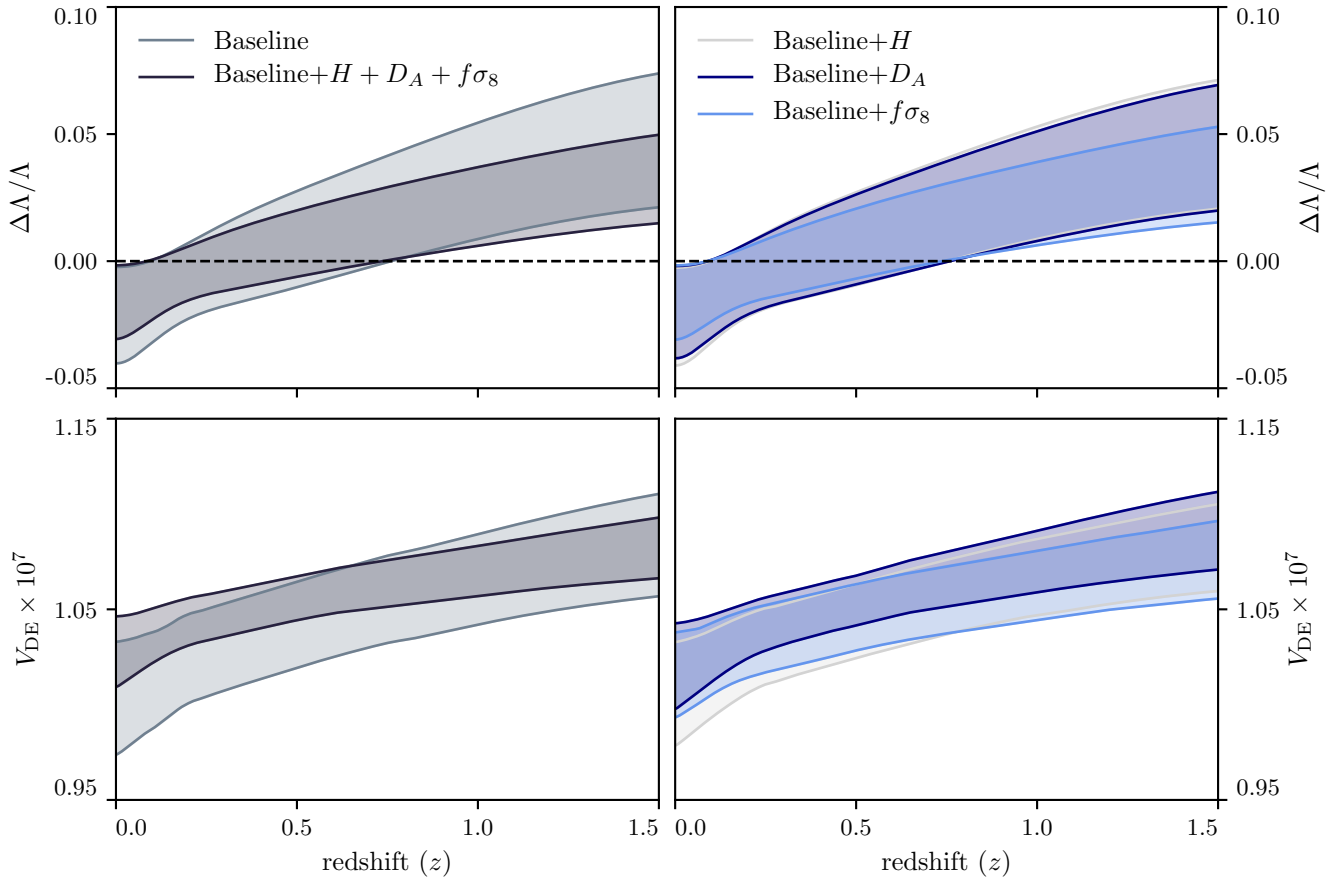 0.10
0.05
0.00
-0.05
ΔΛ/Λ
Baseline
Baseline+H + D_A + fσ_8
Baseline+H
Baseline+D_A
Baseline+fσ_8
0.10
0.05
0.00
-0.05
ΔΛ/Λ
1.15
1.05
0.95
V_DE × 10^7
0.0 0.5 1.0 1.5
redshift (z)
1.15
1.05
0.95
V_DE × 10^7
0.0 0.5 1.0 1.5
redshift (z)